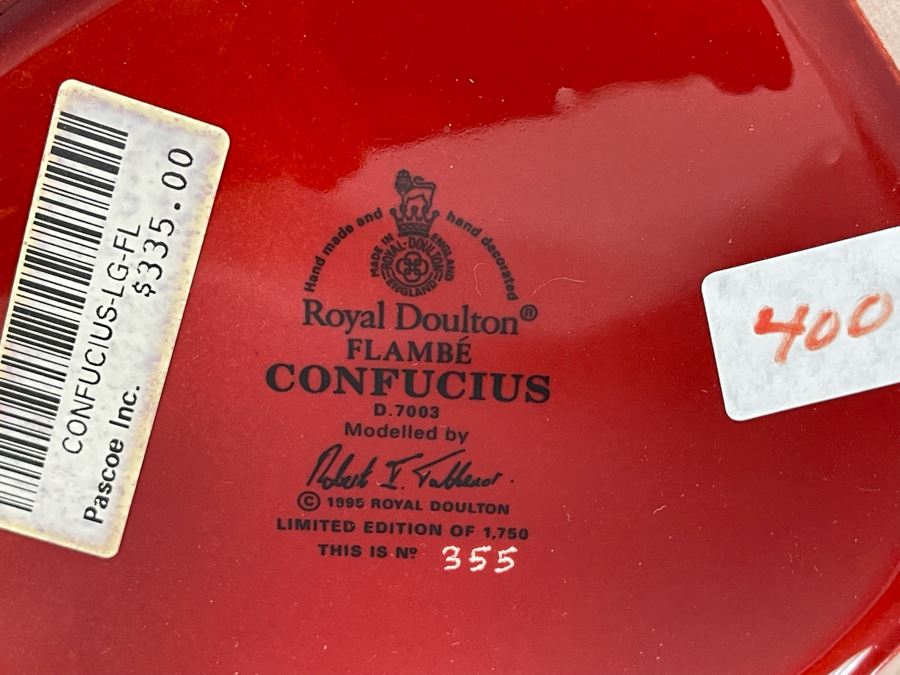 CONFUCIUS-LG-FL
$335.00
Pascoe Inc.
Hand made and hand decorated
MADE IN ENGLAND
ROYAL·DOULTON
ENGLAND
Royal Doulton®
FLAMBÉ
CONFUCIUS
D.7003
Modelled by
Robert I. Tabbenor.
© 1995 ROYAL DOULTON
LIMITED EDITION OF 1,750
THIS IS Nº 355
400